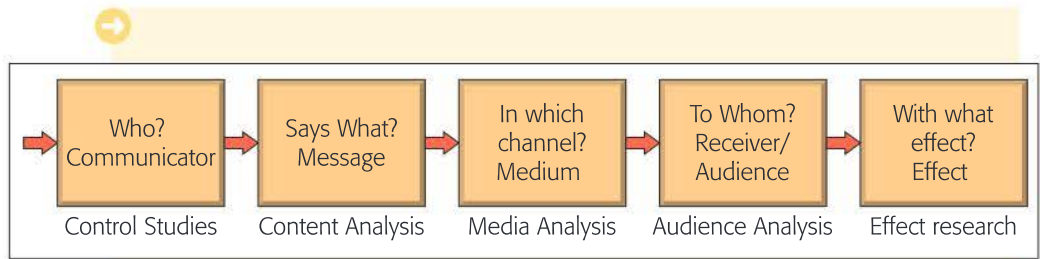 Who?
Communicator
Says What?
Message
In which
channel?
Medium
To Whom?
Receiver/
Audience
With what
effect?
Effect
Control Studies
Content Analysis
Media Analysis
Audience Analysis
Effect research